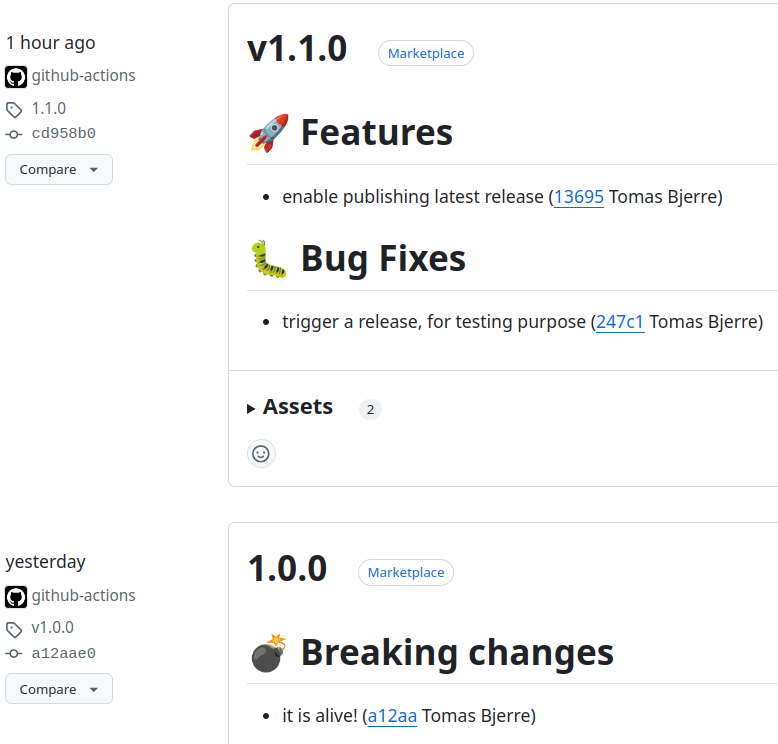 1 hour ago
github-actions
1.1.0
cd958b0
Compare
v1.1.0 Marketplace
🚀 Features
• enable publishing latest release (13695 Tomas Bjerre)
🐛 Bug Fixes
• trigger a release, for testing purpose (247c1 Tomas Bjerre)
Assets 2
yesterday
github-actions
v1.0.0
a12aae0
Compare
1.0.0 Marketplace
💣 Breaking changes
• it is alive! (a12aa Tomas Bjerre)